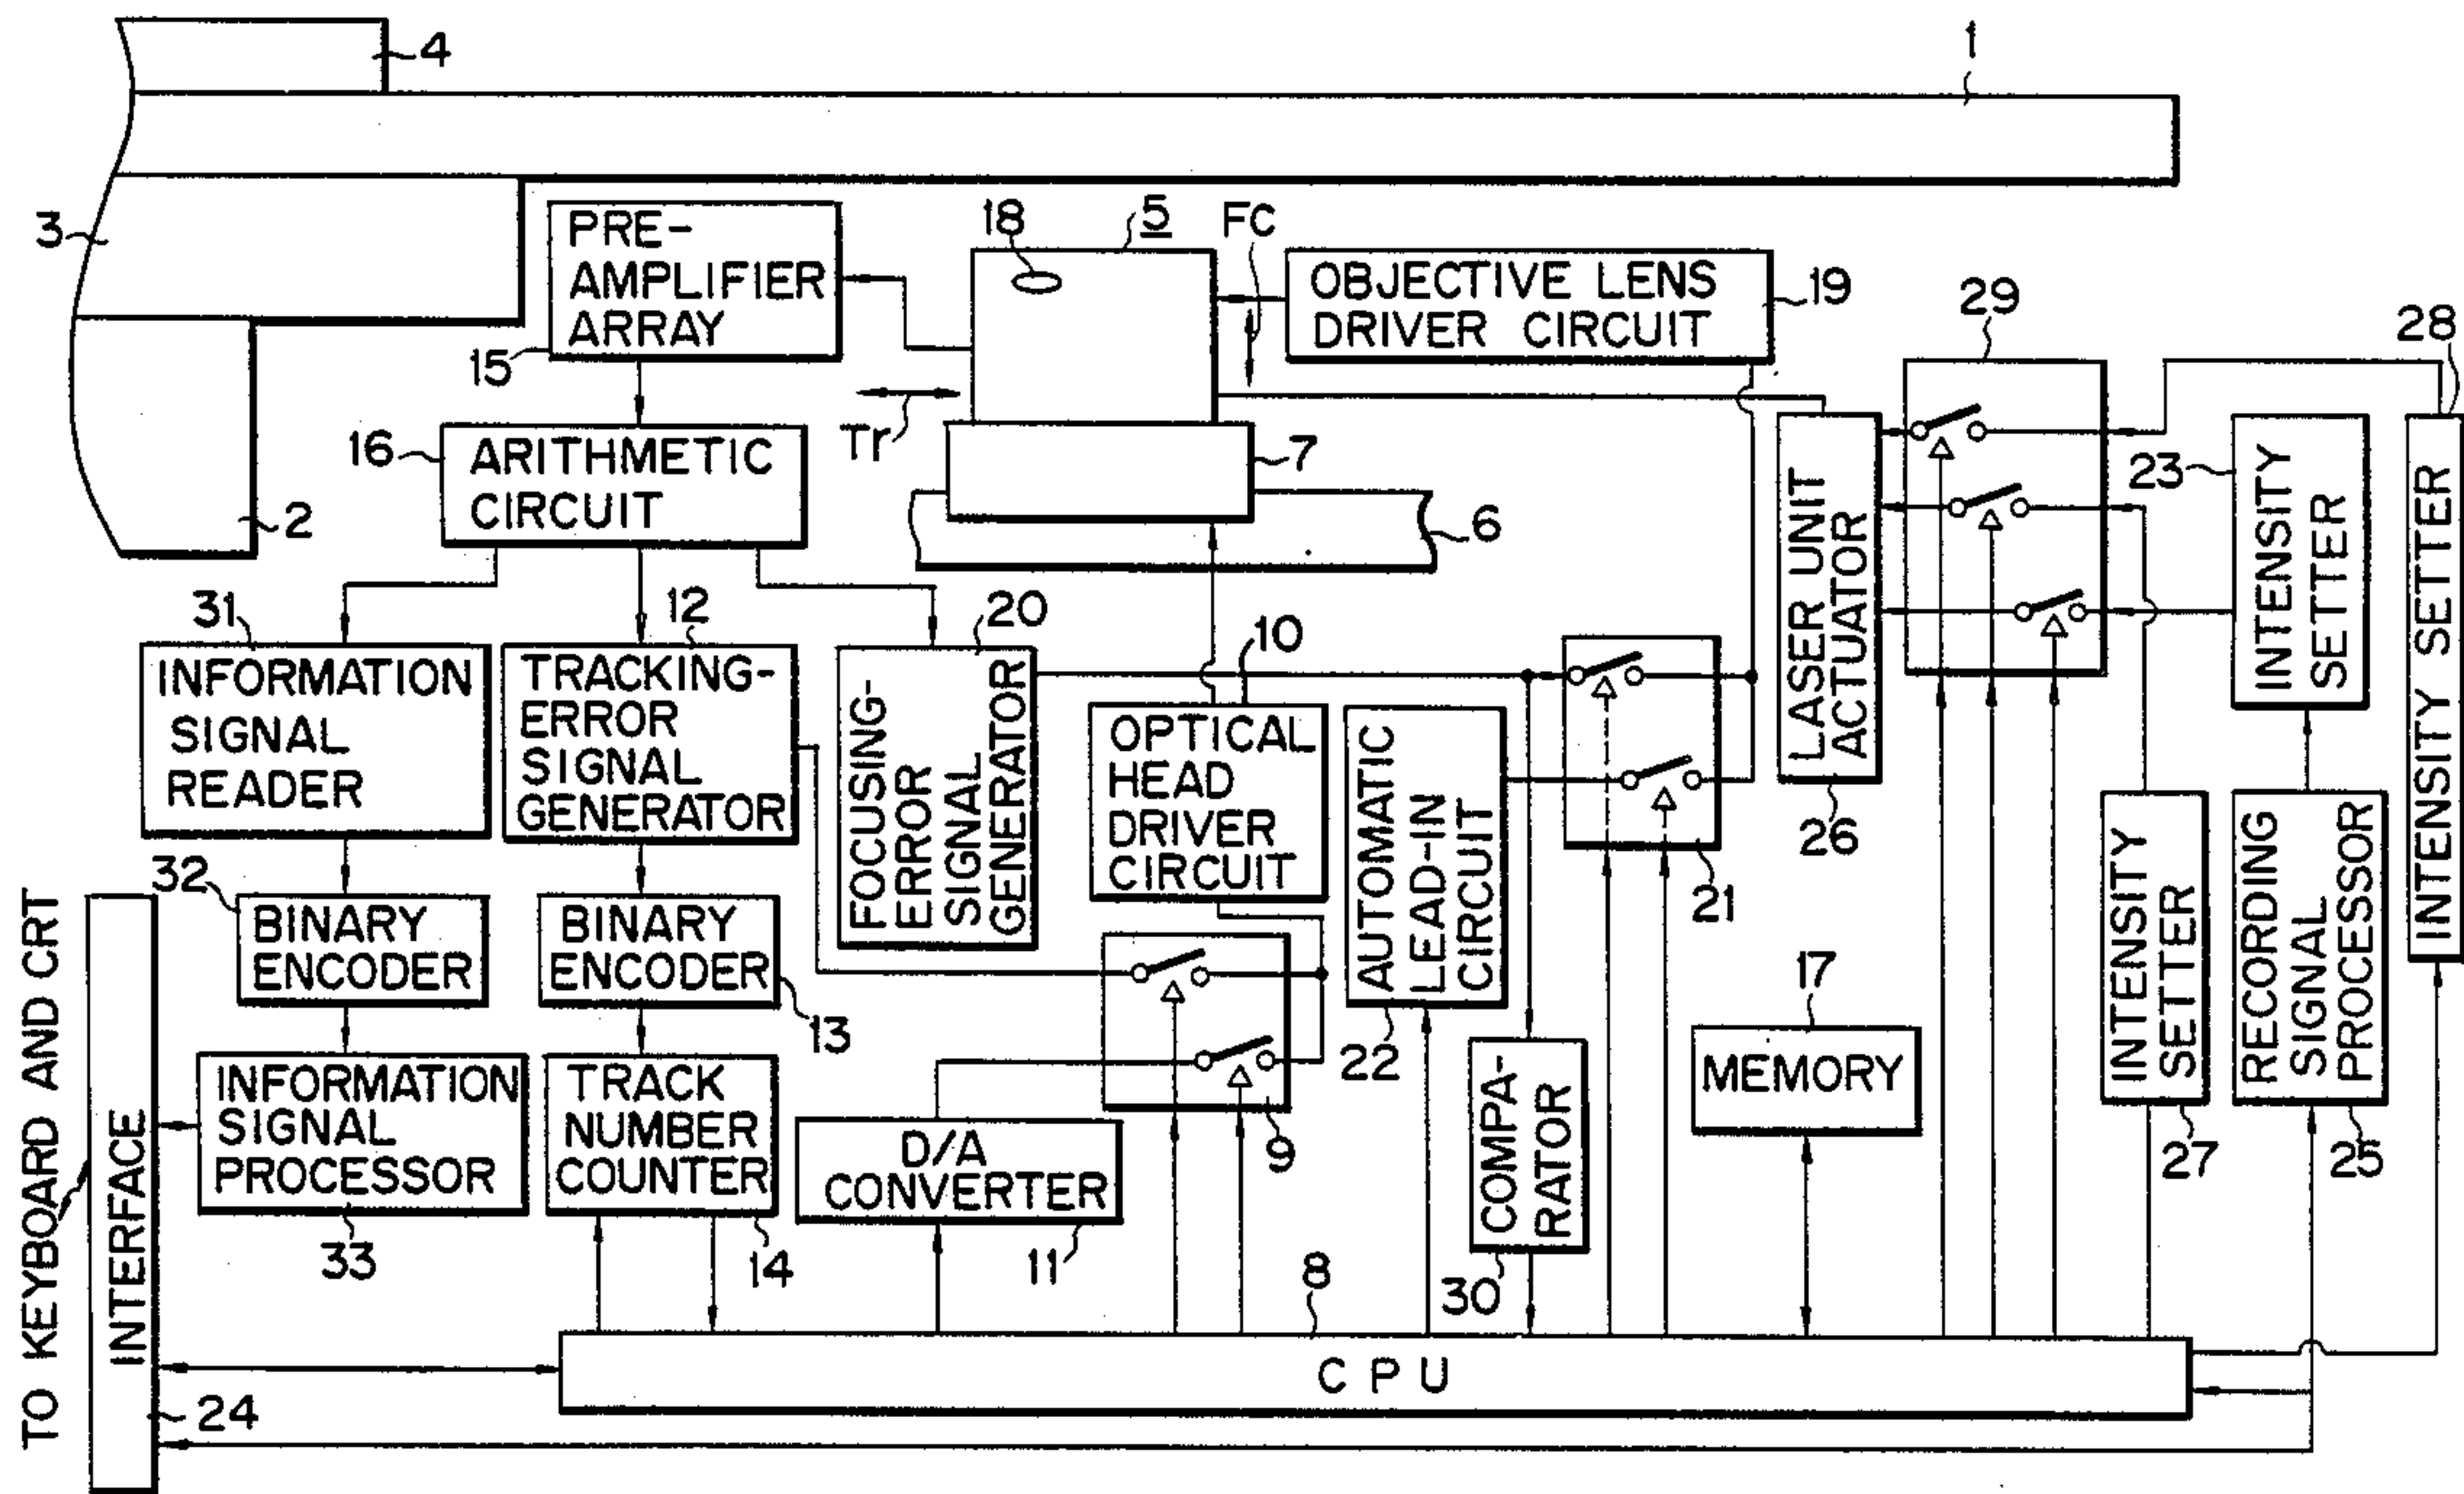 4
1
3
PRE-
AMPLIFIER
ARRAY
15
18
5
FC
OBJECTIVE LENS
DRIVER CIRCUIT
19
29
28
Tr
16
ARITHMETIC
CIRCUIT
7
2
6
LASER UNIT
ACTUATOR
26
23
INTENSITY
SETTER
INTENSITY SETTER
31
INFORMATION
SIGNAL
READER
12
TRACKING-
ERROR
SIGNAL
GENERATOR
20
FOCUSING-
ERROR
SIGNAL
GENERATOR
10
OPTICAL
HEAD
DRIVER
CIRCUIT
AUTOMATIC
LEAD-IN
CIRCUIT
22
21
32
BINARY
ENCODER
BINARY
ENCODER
13
9
17
MEMORY
INTENSITY
SETTER
27
RECORDING
SIGNAL
PROCESSOR
25
TO KEYBOARD AND CRT
INTERFACE
24
INFORMATION
SIGNAL
PROCESSOR
33
TRACK
NUMBER
COUNTER
14
D/A
CONVERTER
11
COMPA-
RATOR
30
8
CPU